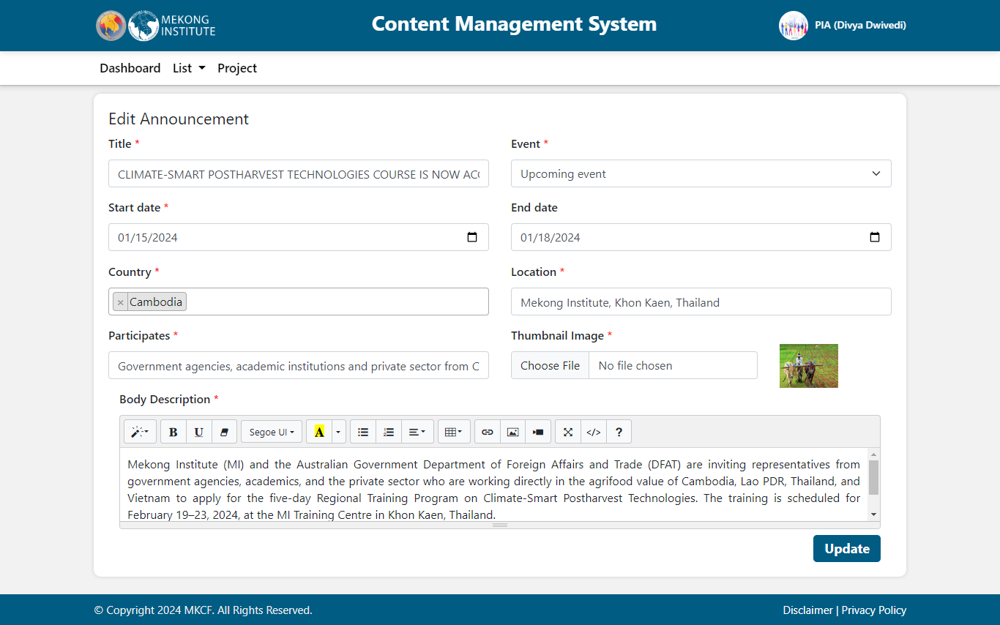 MEKONG
INSTITUTE
Content Management System
PIA (Divya Dwivedi)
Dashboard List Project
Edit Announcement
Title *
Event *
CLIMATE-SMART POSTHARVEST TECHNOLOGIES COURSE IS NOW ACC
Upcoming event
Start date *
End date
01/15/2024
01/18/2024
Country *
Location *
× Cambodia
Mekong Institute, Khon Kaen, Thailand
Participates *
Thumbnail Image *
Government agencies, academic institutions and private sector from C
Choose File No file chosen
Body Description *
B U Segoe UI A </> ?
Mekong Institute (MI) and the Australian Government Department of Foreign Affairs and Trade (DFAT) are inviting representatives from
government agencies, academics, and the private sector who are working directly in the agrifood value of Cambodia, Lao PDR, Thailand, and
Vietnam to apply for the five-day Regional Training Program on Climate-Smart Postharvest Technologies. The training is scheduled for
February 19–23, 2024, at the MI Training Centre in Khon Kaen, Thailand.
Update
© Copyright 2024 MKCF. All Rights Reserved.
Disclaimer | Privacy Policy